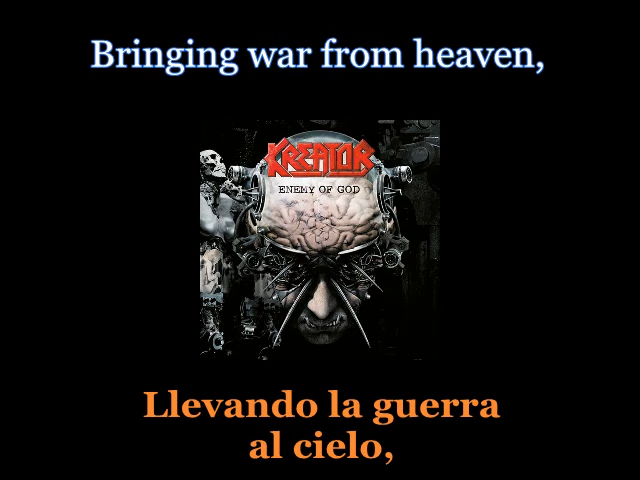 Bringing war from heaven,
KREATOR
ENEMY OF GOD
Llevando la guerra
al cielo,